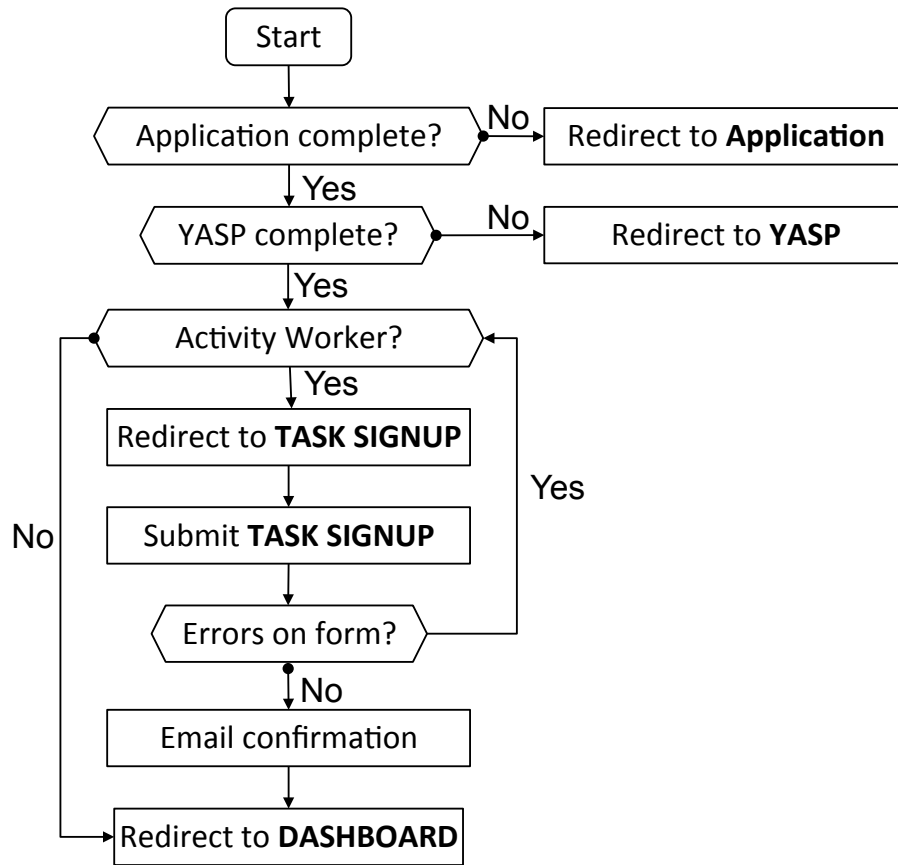 Start
Application complete?
No
Redirect to Application
Yes
YASP complete?
No
Redirect to YASP
Yes
Activity Worker?
Yes
Redirect to TASK SIGNUP
Yes
No
Submit TASK SIGNUP
Errors on form?
No
Email confirmation
Redirect to DASHBOARD